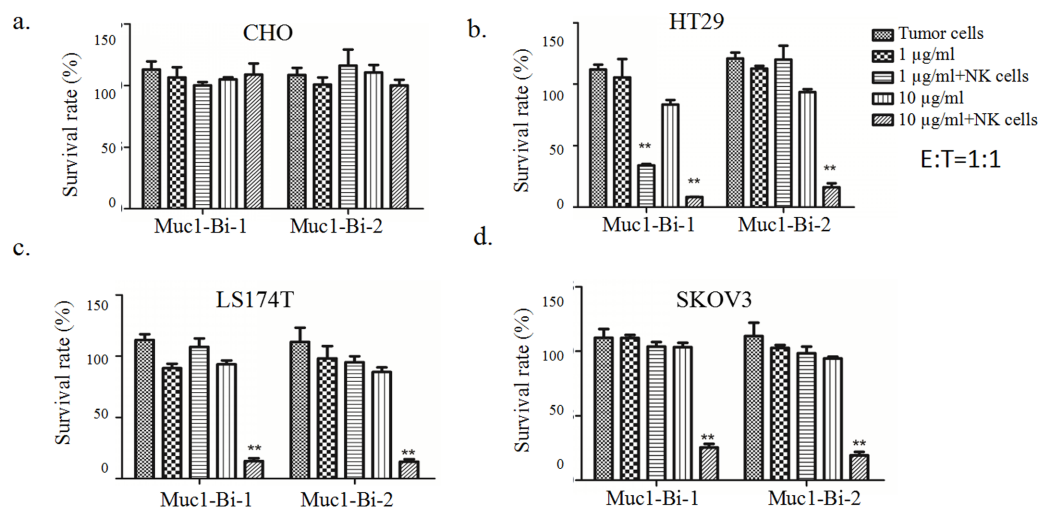 a.
CHO
Survival rate (%)
150
100
50
0
Muc1-Bi-1
Muc1-Bi-2
b.
HT29
Survival rate (%)
150
100
50
0
**
**
**
Muc1-Bi-1
Muc1-Bi-2
Tumor cells
1 µg/ml
1 µg/ml+NK cells
10 µg/ml
10 µg/ml+NK cells
E:T=1:1
c.
LS174T
Survival rate (%)
150
100
50
0
**
**
Muc1-Bi-1
Muc1-Bi-2
d.
SKOV3
Survival rate (%)
150
100
50
0
**
**
Muc1-Bi-1
Muc1-Bi-2